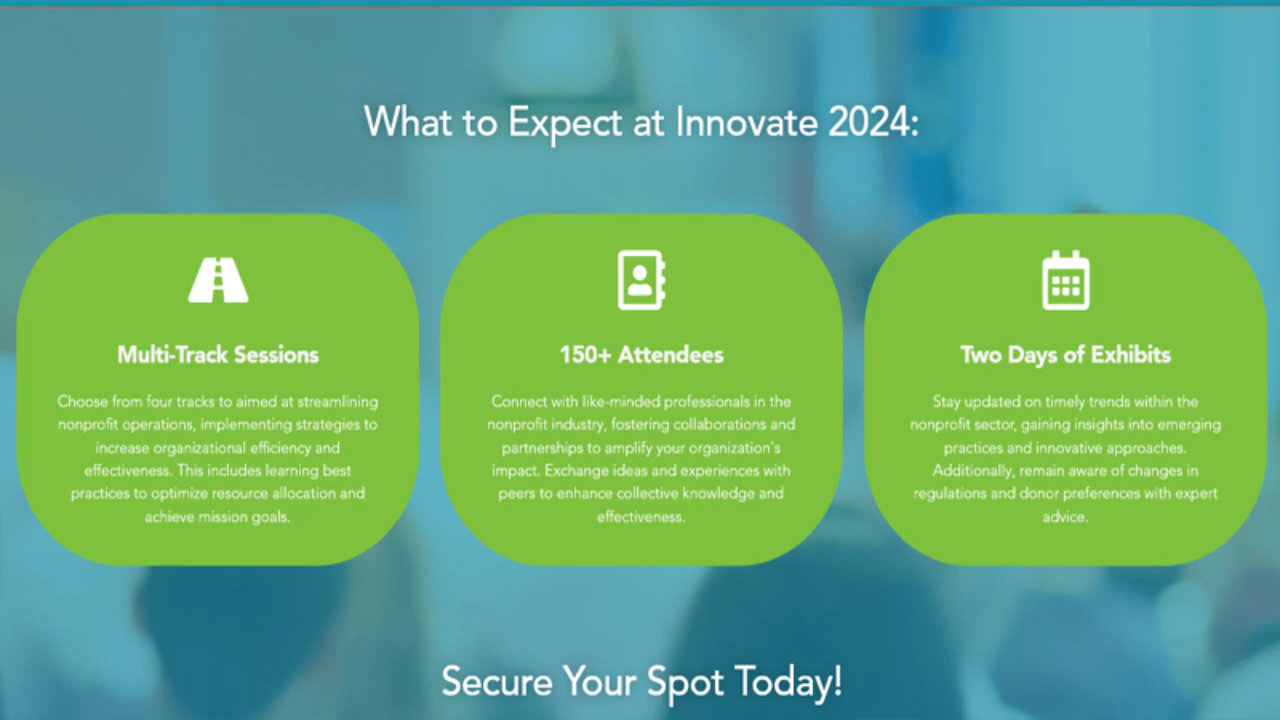 What to Expect at Innovate 2024:
Multi-Track Sessions
Choose from four tracks to aimed at streamlining
nonprofit operations, implementing strategies to
increase organizational efficiency and
effectiveness. This includes learning best
practices to optimize resource allocation and
achieve mission goals.
150+ Attendees
Connect with like-minded professionals in the
nonprofit industry, fostering collaborations and
partnerships to amplify your organization's
impact. Exchange ideas and experiences with
peers to enhance collective knowledge and
effectiveness.
Two Days of Exhibits
Stay updated on timely trends within the
nonprofit sector, gaining insights into emerging
practices and innovative approaches.
Additionally, remain aware of changes in
regulations and donor preferences with expert
advice.
Secure Your Spot Today!